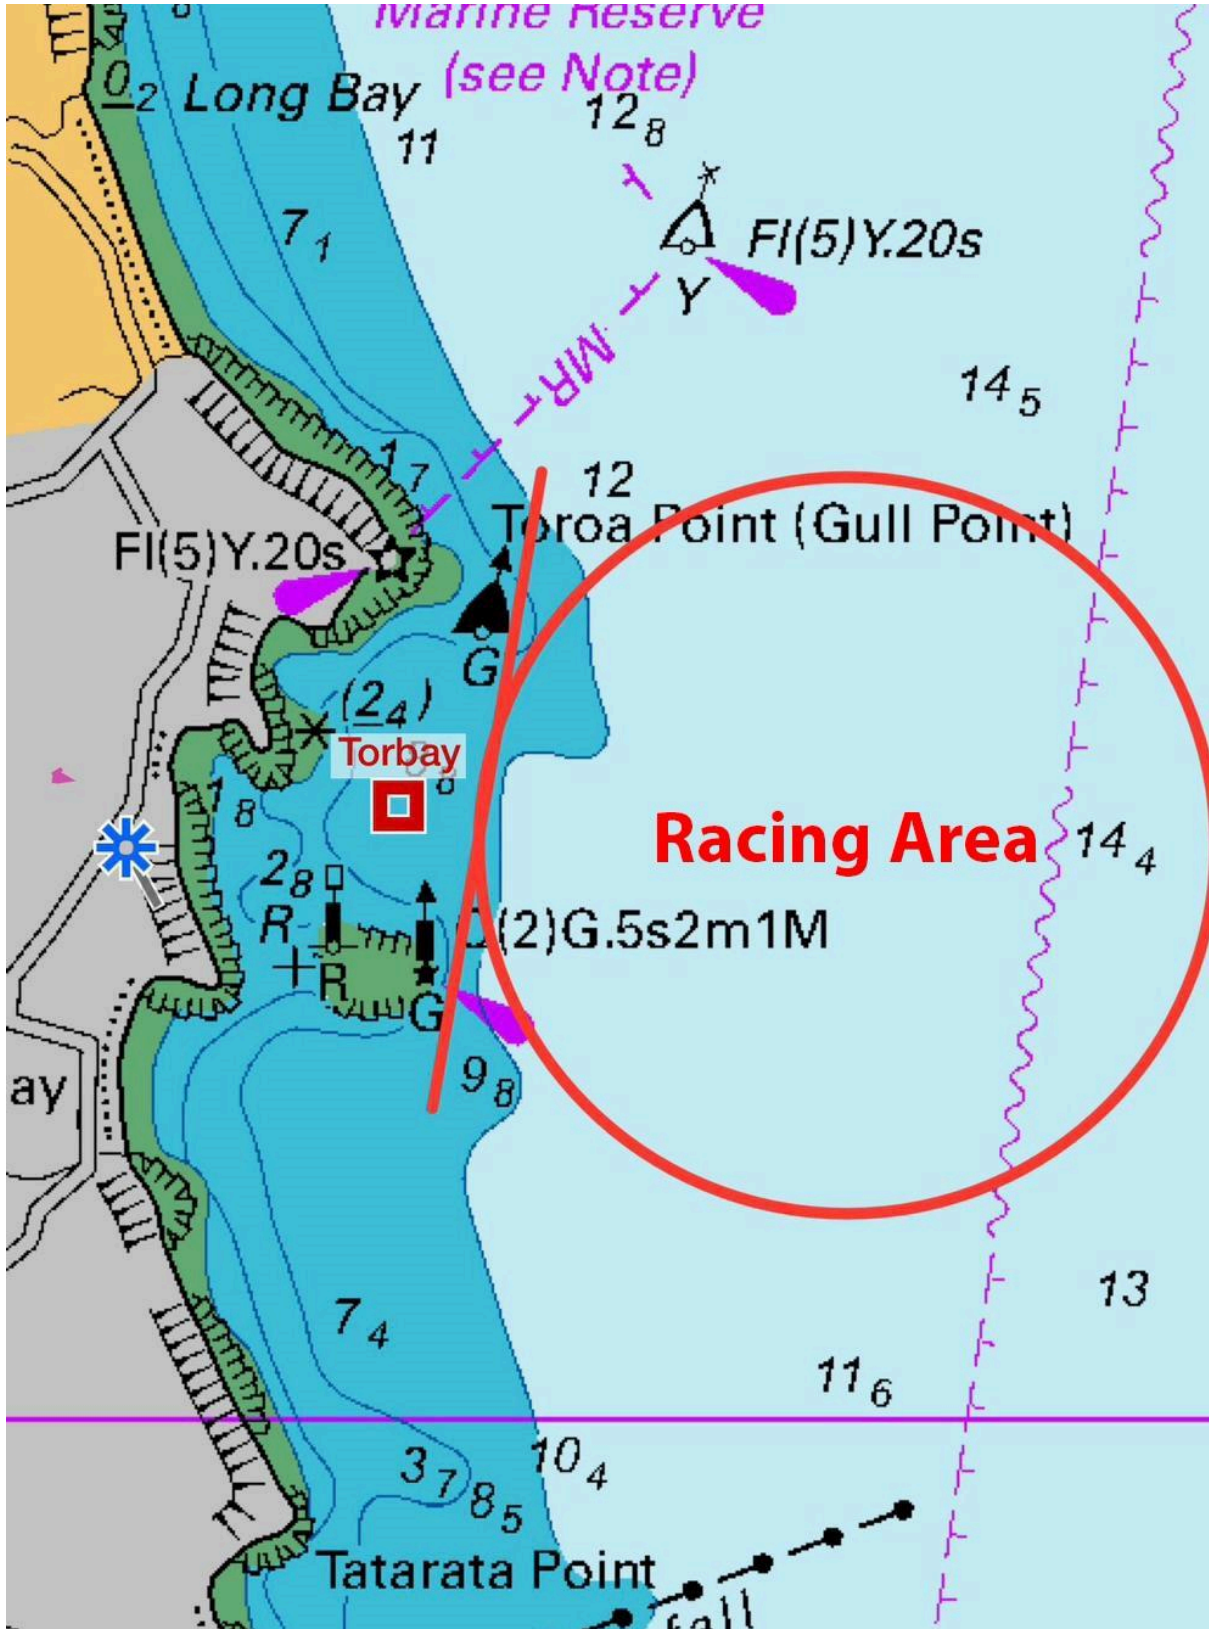 Marine Reserve
(see Note)
0₂ Long Bay
12₈
11
7₁
Fl(5)Y.20s
Y
MR
14₅
1₇
12
Toroa Point (Gull Point)
Fl(5)Y.20s
G
(2₄)
Torbay
1₈
Racing Area
14₄
2₈
R
(2)G.5s2m1M
R
G
9₈
ay
13
7₄
11₆
10₄
3₇
8₅
Tatarata Point
fall